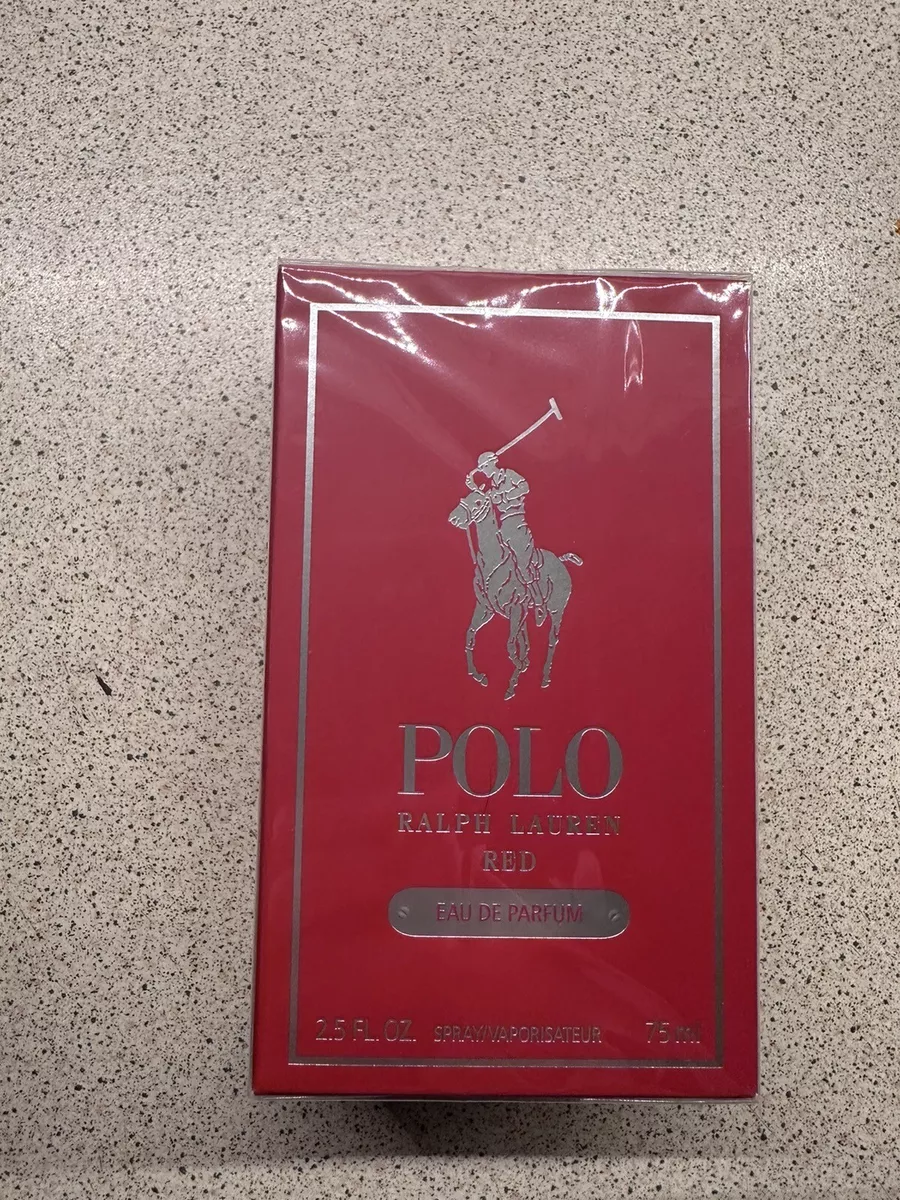 POLO
RALPH LAUREN
RED
EAU DE PARFUM
2.5 FL. OZ. SPRAY/VAPORISATEUR 75 ml